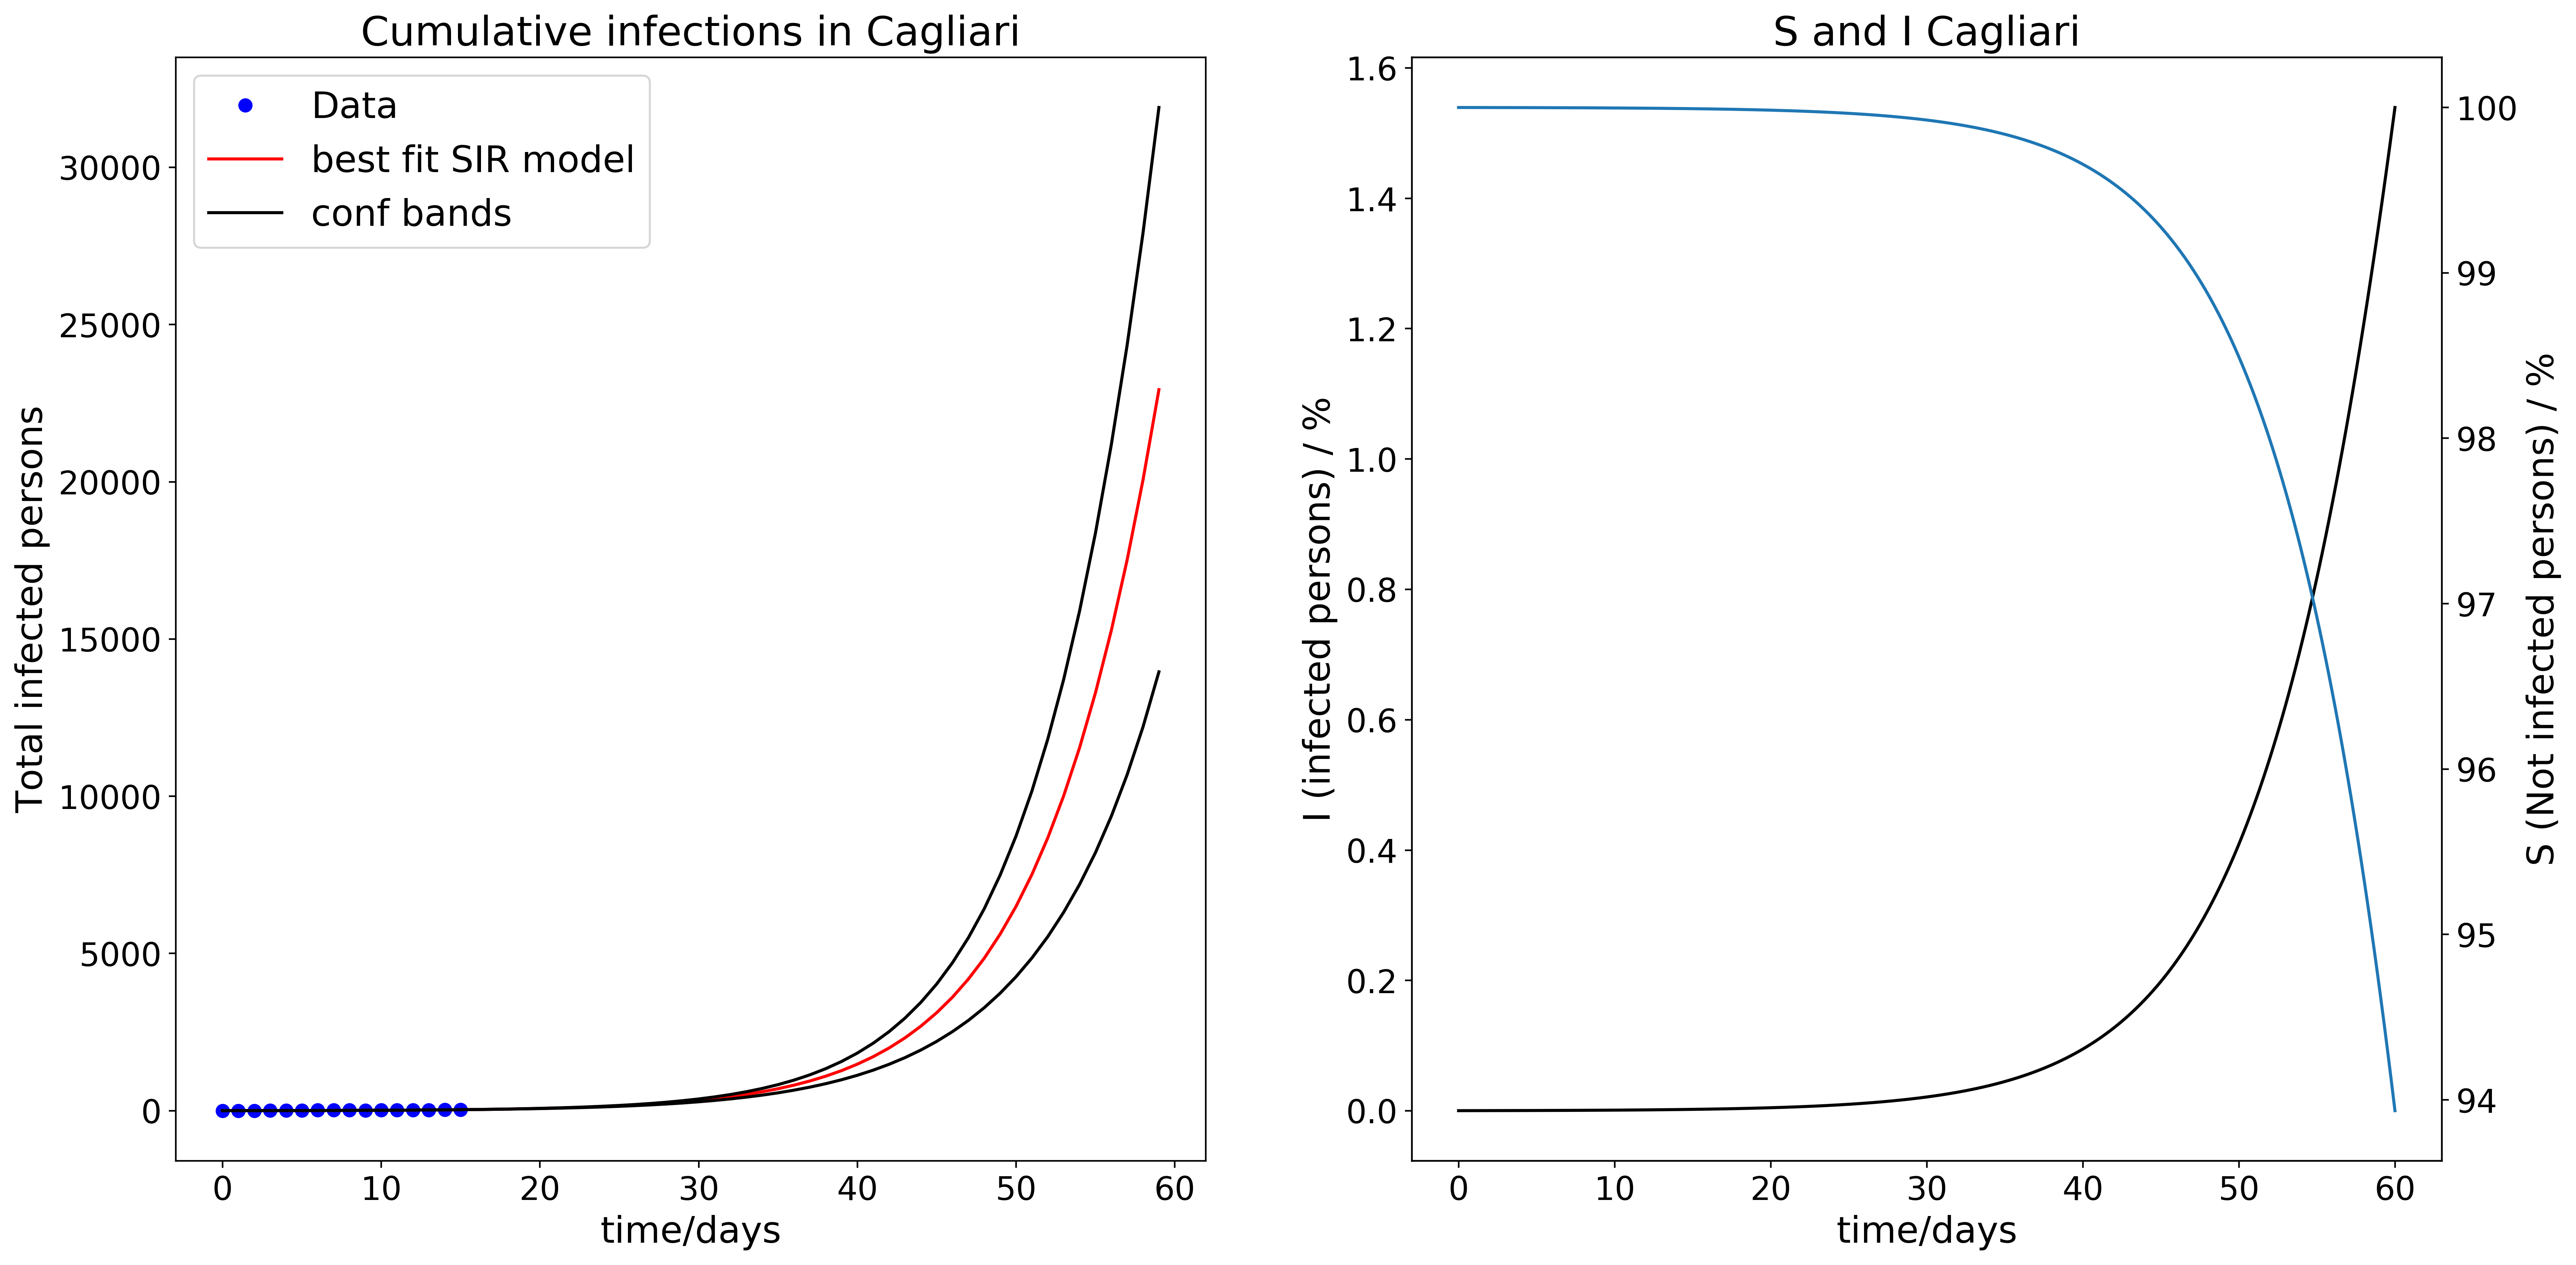 Cumulative infections in Cagliari
Data
best fit SIR model
conf bands
Total infected persons
30000
25000
20000
15000
10000
5000
0
0 10 20 30 40 50 60
time/days
S and I Cagliari
I (infected persons) / %
1.6
1.4
1.2
1.0
0.8
0.6
0.4
0.2
0.0
100
99
98
97
96
95
94
S (Not infected persons) / %
0 10 20 30 40 50 60
time/days